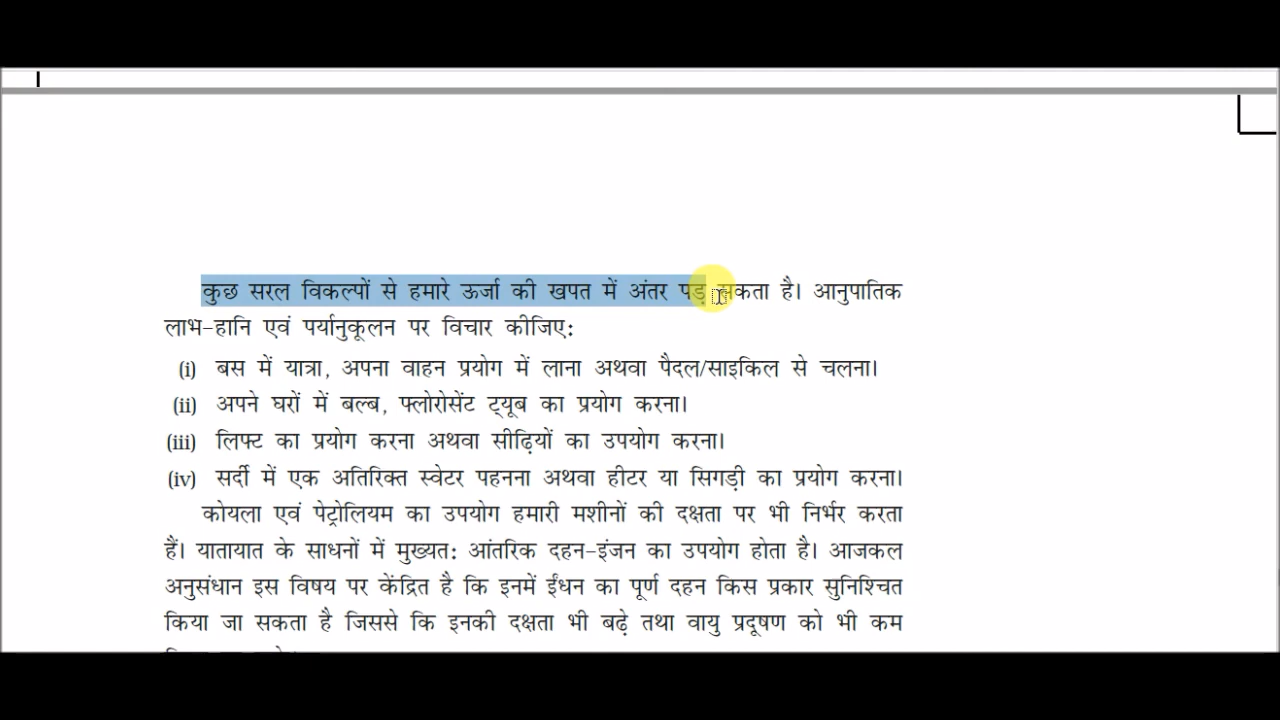 कुछ सरल विकल्पों से हमारे ऊर्जा की खपत में अंतर पड़ सकता है। आनुपातिक
लाभ-हानि एवं पर्यानुकूलन पर विचार कीजिए:
(i) बस में यात्रा, अपना वाहन प्रयोग में लाना अथवा पैदल/साइकिल से चलना।
(ii) अपने घरों में बल्ब, फ्लोरोसेंट ट्यूब का प्रयोग करना।
(iii) लिफ्ट का प्रयोग करना अथवा सीढ़ियों का उपयोग करना।
(iv) सर्दी में एक अतिरिक्त स्वेटर पहनना अथवा हीटर या सिगड़ी का प्रयोग करना।
कोयला एवं पेट्रोलियम का उपयोग हमारी मशीनों की दक्षता पर भी निर्भर करता
हैं। यातायात के साधनों में मुख्यत: आंतरिक दहन-इंजन का उपयोग होता है। आजकल
अनुसंधान इस विषय पर केंद्रित है कि इनमें ईंधन का पूर्ण दहन किस प्रकार सुनिश्चित
किया जा सकता है जिससे कि इनकी दक्षता भी बढ़े तथा वायु प्रदूषण को भी कम